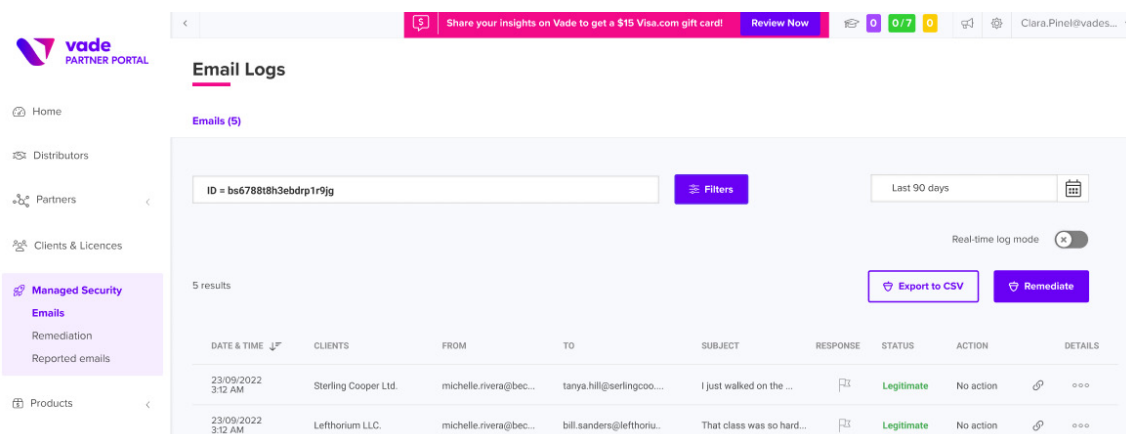 Share your insights on Vade to get a $15 Visa.com gift card! Review Now 0 0/7 0 Clara.Pinel@vades...
vade
PARTNER PORTAL
Email Logs
Home
Emails (5)
Distributors
ID = bs6788t8h3ebdrp1r9jg Filters Last 90 days
Partners
Real-time log mode
Clients & Licences
5 results Export to CSV Remediate
Managed Security
Emails
Remediation
Reported emails
DATE & TIME CLIENTS FROM TO SUBJECT RESPONSE STATUS ACTION DETAILS
23/09/2022
3:12 AM
Sterling Cooper Ltd. michelle.rivera@bec... tanya.hill@serlingcoo.... I just walked on the ... Legitimate No action
Products
23/09/2022
3:12 AM
Lefthorium LLC. michelle.rivera@bec... bill.sanders@lefthoriu.. That class was so hard... Legitimate No action